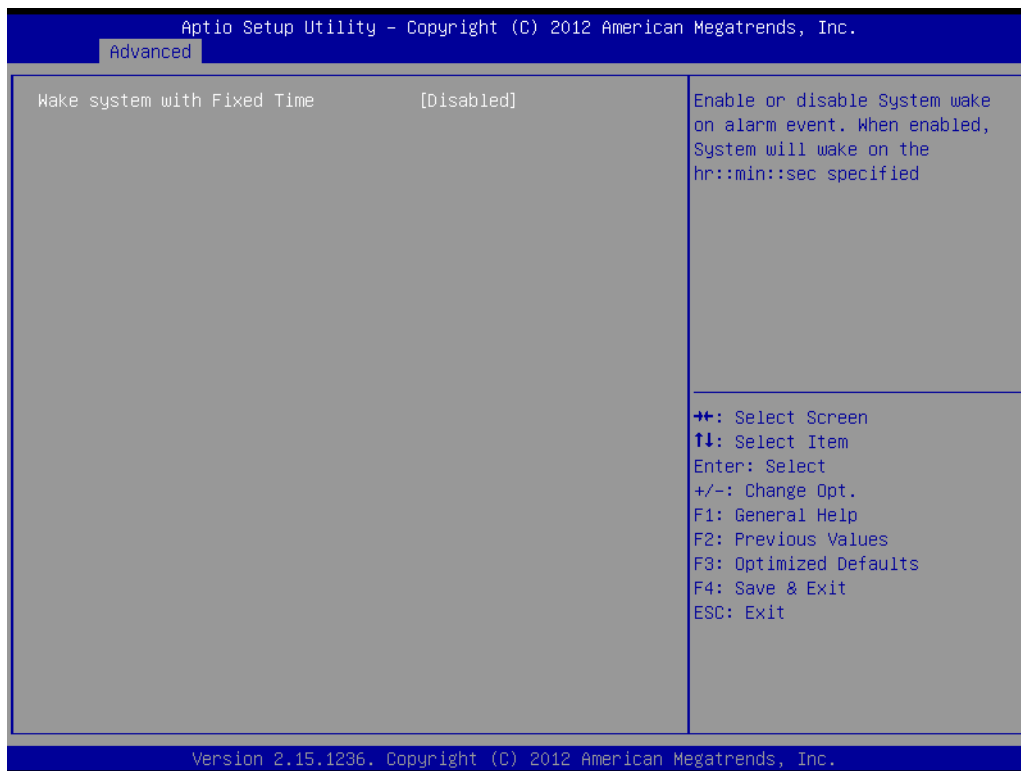 Aptio Setup Utility – Copyright (C) 2012 American Megatrends, Inc.
Advanced
Wake system with Fixed Time [Disabled]
Enable or disable System wake
on alarm event. When enabled,
System will wake on the
hr::min::sec specified
→←: Select Screen
↑↓: Select Item
Enter: Select
+/-: Change Opt.
F1: General Help
F2: Previous Values
F3: Optimized Defaults
F4: Save & Exit
ESC: Exit
Version 2.15.1236. Copyright (C) 2012 American Megatrends, Inc.